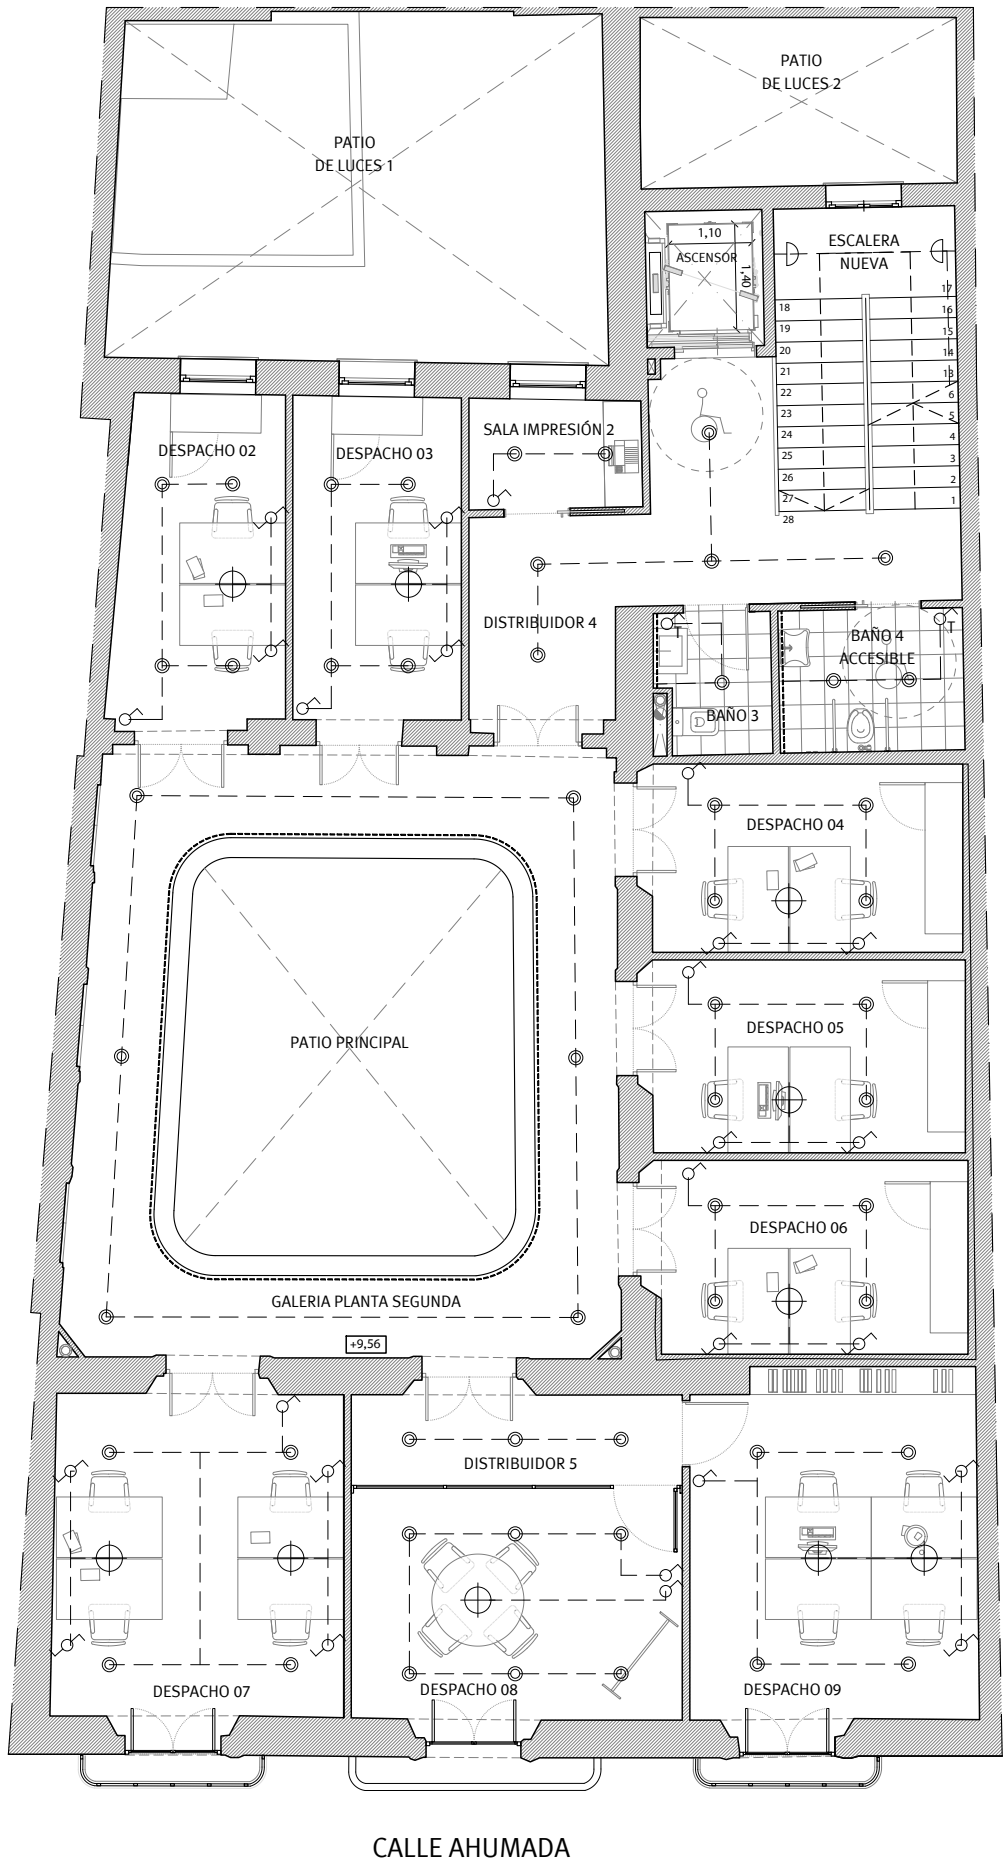 PATIO
DE LUCES 1
PATIO
DE LUCES 2
1,10
ASCENSOR
1,40
ESCALERA
NUEVA
17
18
16
19
15
20
14
21
13
22
6
23
5
24
4
25
3
26
2
27
1
28
DESPACHO 02
DESPACHO 03
SALA IMPRESIÓN 2
DISTRIBUIDOR 4
T
T
BAÑO 4
ACCESIBLE
BAÑO 3
DESPACHO 04
DESPACHO 05
PATIO PRINCIPAL
DESPACHO 06
GALERIA PLANTA SEGUNDA
+9,56
DISTRIBUIDOR 5
DESPACHO 07
DESPACHO 08
DESPACHO 09
CALLE AHUMADA